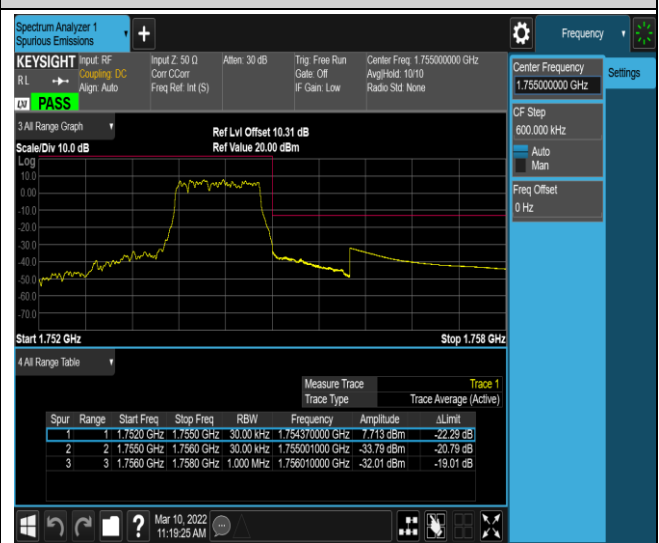 Spectrum Analyzer 1
Spurious Emissions
+
Frequency
KEYSIGHT
Input: RF
Coupling: DC
Align: Auto
Input Z: 50 Ω
Corr CCorr
Freq Ref: Int (S)
Atten: 30 dB
Trig: Free Run
Gate: Off
IF Gain: Low
Center Freq: 1.755000000 GHz
Avg|Hold: 10/10
Radio Std: None
R L
LXI
PASS
Center Frequency
1.755000000 GHz
Settings
CF Step
600.000 kHz
Auto
Man
Freq Offset
0 Hz
3 All Range Graph
Ref Lvl Offset 10.31 dB
Scale/Div 10.0 dB
Ref Value 20.00 dBm
Log
10.0
0.00
-10.0
-20.0
-30.0
-40.0
-50.0
-60.0
-70.0
Start 1.752 GHz
Stop 1.758 GHz
4 All Range Table
Measure Trace Trace 1
Trace Type Trace Average (Active)
Spur Range Start Freq Stop Freq RBW Frequency Amplitude ΔLimit
1 1 1.7520 GHz 1.7550 GHz 30.00 kHz 1.754370000 GHz 7.713 dBm -22.29 dB
2 2 1.7550 GHz 1.7560 GHz 30.00 kHz 1.755001000 GHz -33.79 dBm -20.79 dB
3 3 1.7560 GHz 1.7580 GHz 1.000 MHz 1.756010000 GHz -32.01 dBm -19.01 dB
?
Mar 10, 2022
11:19:25 AM